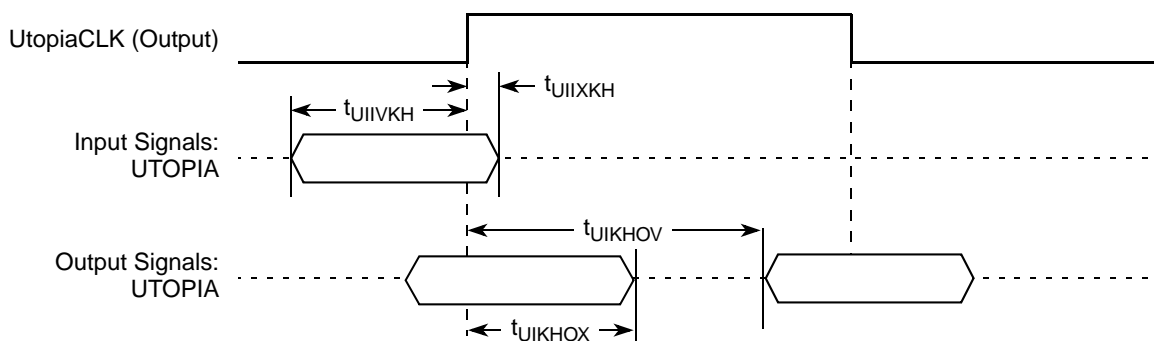 UtopiaCLK (Output)
tUIIXKH
tUIIVKH
Input Signals:
UTOPIA
tUIKHOV
Output Signals:
UTOPIA
tUIKHOX